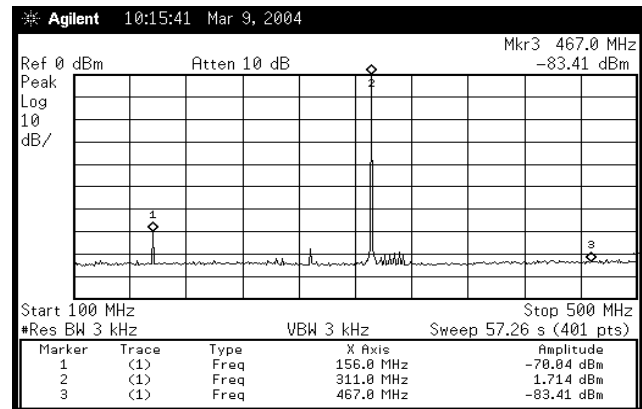 Agilent 10:15:41 Mar 9, 2004
Mkr3 467.0 MHz
Ref 0 dBm Atten 10 dB -83.41 dBm
Peak
Log
10
dB/
2
1
3
Start 100 MHz Stop 500 MHz
#Res BW 3 kHz VBW 3 kHz Sweep 57.26 s (401 pts)
Marker Trace Type X Axis Amplitude
1 (1) Freq 156.0 MHz -70.04 dBm
2 (1) Freq 311.0 MHz 1.714 dBm
3 (1) Freq 467.0 MHz -83.41 dBm